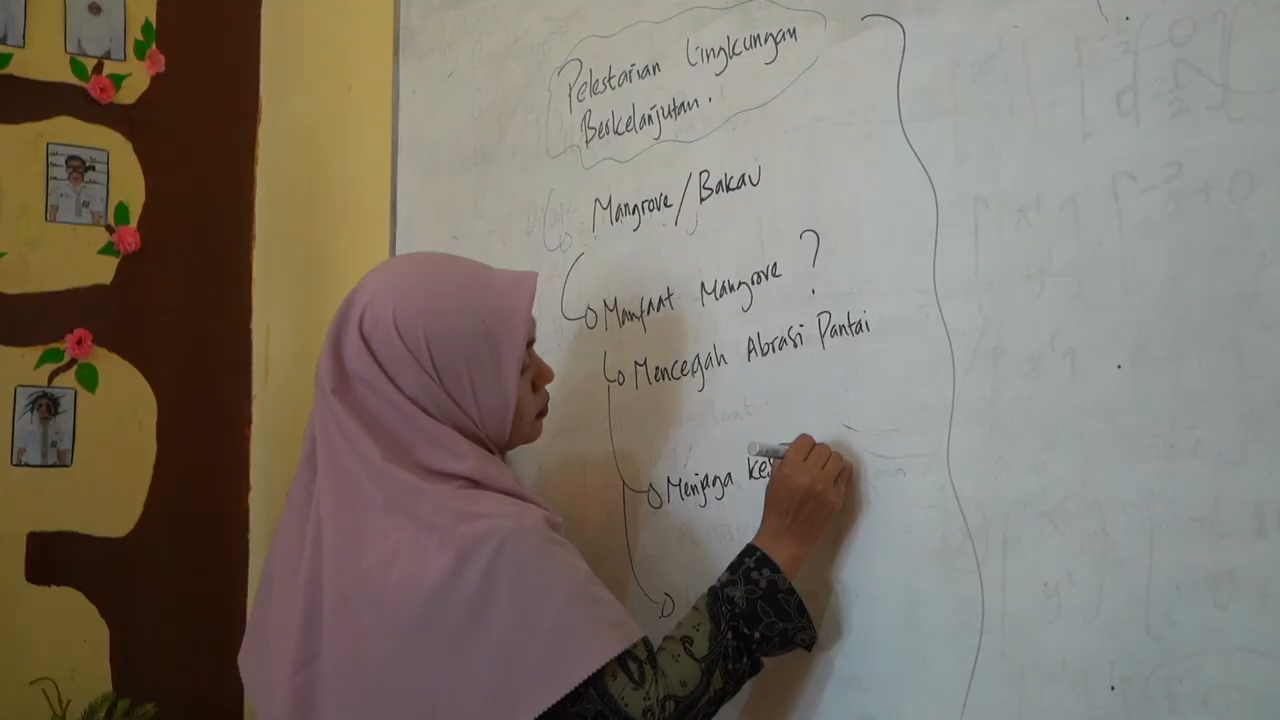 Pelestarian Lingkungan
Berkelanjutan.
Mangrove/Bakau
Manfaat Mangrove ?
Mencegah Abrasi Pantai
Menjaga